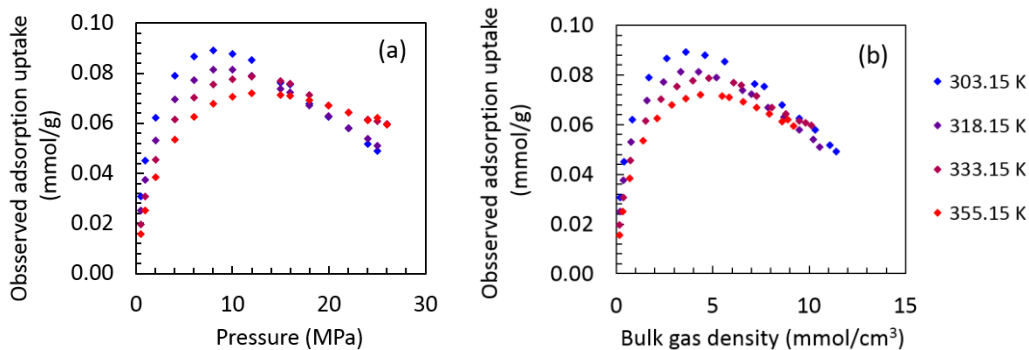 Obsserved adsorption uptake
(mmol/g)
0.10
0.08
0.06
0.04
0.02
0.00
(a)
0 10 20 30
Pressure (MPa)
Obsserved adsorption uptake
(mmol/g)
0.10
0.08
0.06
0.04
0.02
0.00
(b)
0 5 10 15
Bulk gas density (mmol/cm³)
303.15 K
318.15 K
333.15 K
355.15 K